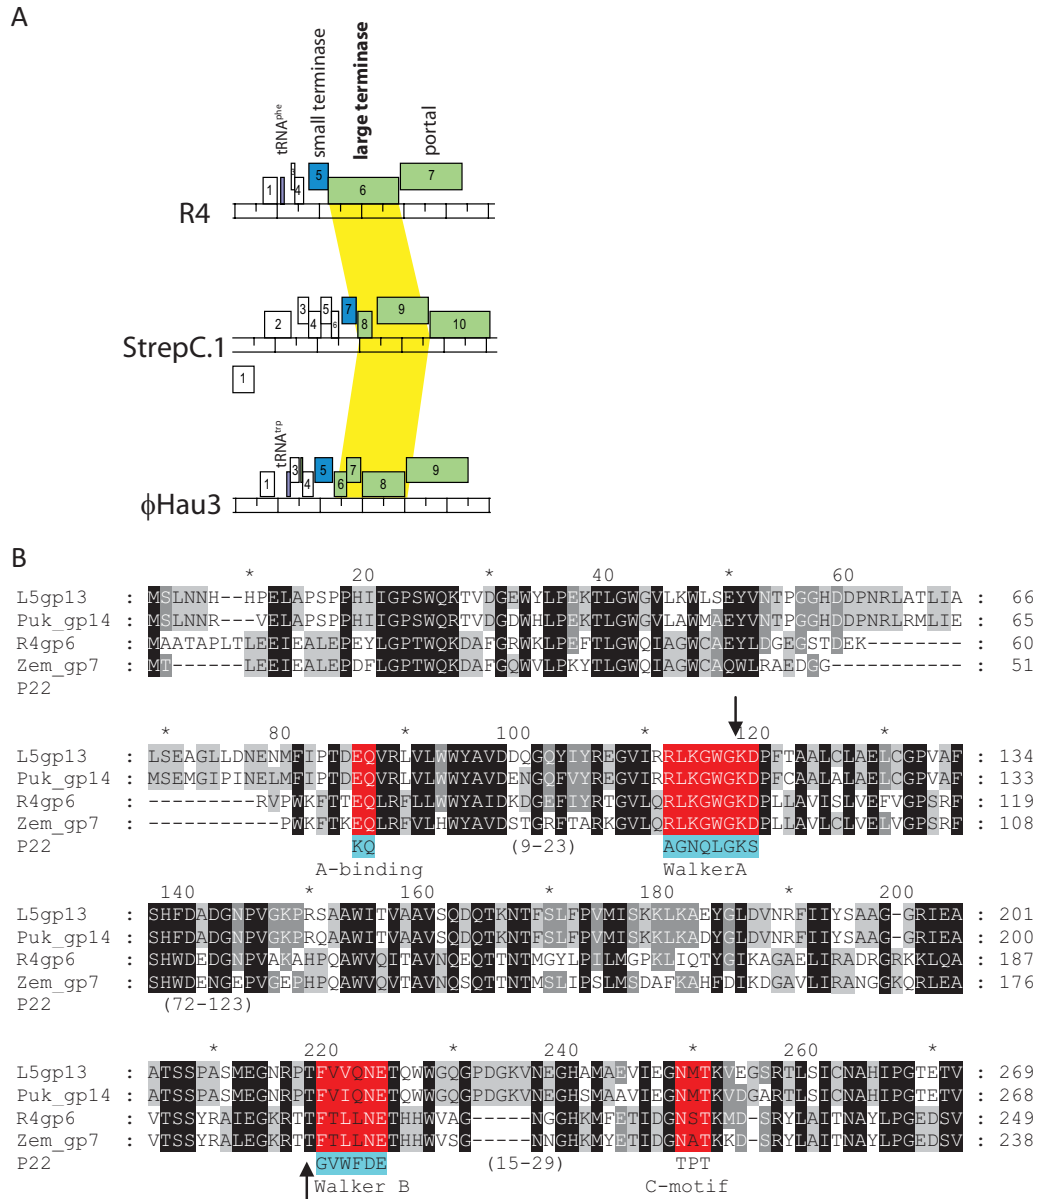 A
tRNAphe
small terminase
large terminase
portal
1
3
4
5
6
7
R4
2
3
4
5
6
7
8
9
10
StrepC.1
1
tRNAtrp
1
3
4
5
6
7
8
9
ϕHau3
B
* 20 * 40 * 60
L5gp13 : MSLNNH--HPELAPSPPHIIGPSWQKTVDGEWYLPEKTLGWGVLKWLSEYVNTPGGHDDPNRLATLIA : 66
Puk_gp14 : MSLNNR---VELAPSPPHIIGPSWQRTVDGDWHLPEKTLGWGVLAWMAEYVNTPGGHDDPNRLRMLIE : 65
R4gp6 : MAATAPLTLEEIEALEPEYLGPTWQKDAFGRWKLPEFTLGWQIAGWCAEYLDGEGSTDEK-------- : 60
Zem_gp7 : MT-----LEEIEALEPDFLGPTWQKDAFGQWVLPKYTLGWQIAGWCAQWLRAEDGG----------- : 51
P22
* 80 * 100 * 120 *
L5gp13 : LSEAGLLDNENMFIPTDEQVRLVLWWYAVDDQGQYIYREGVIRRLKGWGKDPFTAALCLAELCGPVAF : 134
Puk_gp14 : MSEMGIPINELMFIPTDEQVRLVLWWYAVDENGQFVYREGVIRRLKGWGKDPFCAALALAELCGPVAF : 133
R4gp6 : ---------RVPWKFTTEQLRFLLWWYAIDKDGEFIYRTGVLQRLKGWGKDPLLAVISLVEFVGPSRF : 119
Zem_gp7 : -----------PWKFTKEQLRFVLHWYAVDSTGRFTARKGVLQRLKGWGKDPLLAVLCLVELVGPSRF : 108
P22 KQ (9-23) AGNQLGKS
A-binding WalkerA
140 * 160 * 180 * 200
L5gp13 : SHFDADGNPVGKPRSAAWITVAAVSQDQTKNTFSLFPVMISKKLKAEYGLDVNRFIIYSAAG-GRIEA : 201
Puk_gp14 : SHFDADGNPVGKPRQAAWITVAAVSQDQTKNTFSLFPVMISKKLKADYGLDVNRFIIYSAAG-GRIEA : 200
R4gp6 : SHWDEDGNPVAKAHPQAWVQITAVNQEQTTNTMGYLPILMGPKLIQTYGIKAGAELIRADRGRKKLQA : 187
Zem_gp7 : SHWDENGEPVGEPHPQAWVQVTAVNQSQTTNTMSLIPSLMSDAFKAHFDIKDGAVLIRANGGKQRLEA : 176
P22 (72-123)
* 220 * 240 * 260 *
L5gp13 : ATSSPASMEGNRPTFVVQNETQWWGQGPDGKVNEGHAMAEVIEGNMTKVEGSRTLSICNAHIPGTETV : 269
Puk_gp14 : ATSSPASMEGNRPTFVIQNETQWWGQGPDGKVNEGHSMAAVIEGNMTKVDGARTLSICNAHIPGTETV : 268
R4gp6 : VTSSYRAIEGKRTTFTLLNETHHWVAG-----NGGHKMFETIDGNSTKMD-SRYLAITNAYLPGEDSV : 249
Zem_gp7 : VTSSYRALEGKRTTFTLLNETHHWVSG-----NNGHKMYETIDGNATKKD-SRYLAITNAYLPGEDSV : 238
P22 GVWFDE (15-29) TPT
Walker B C-motif